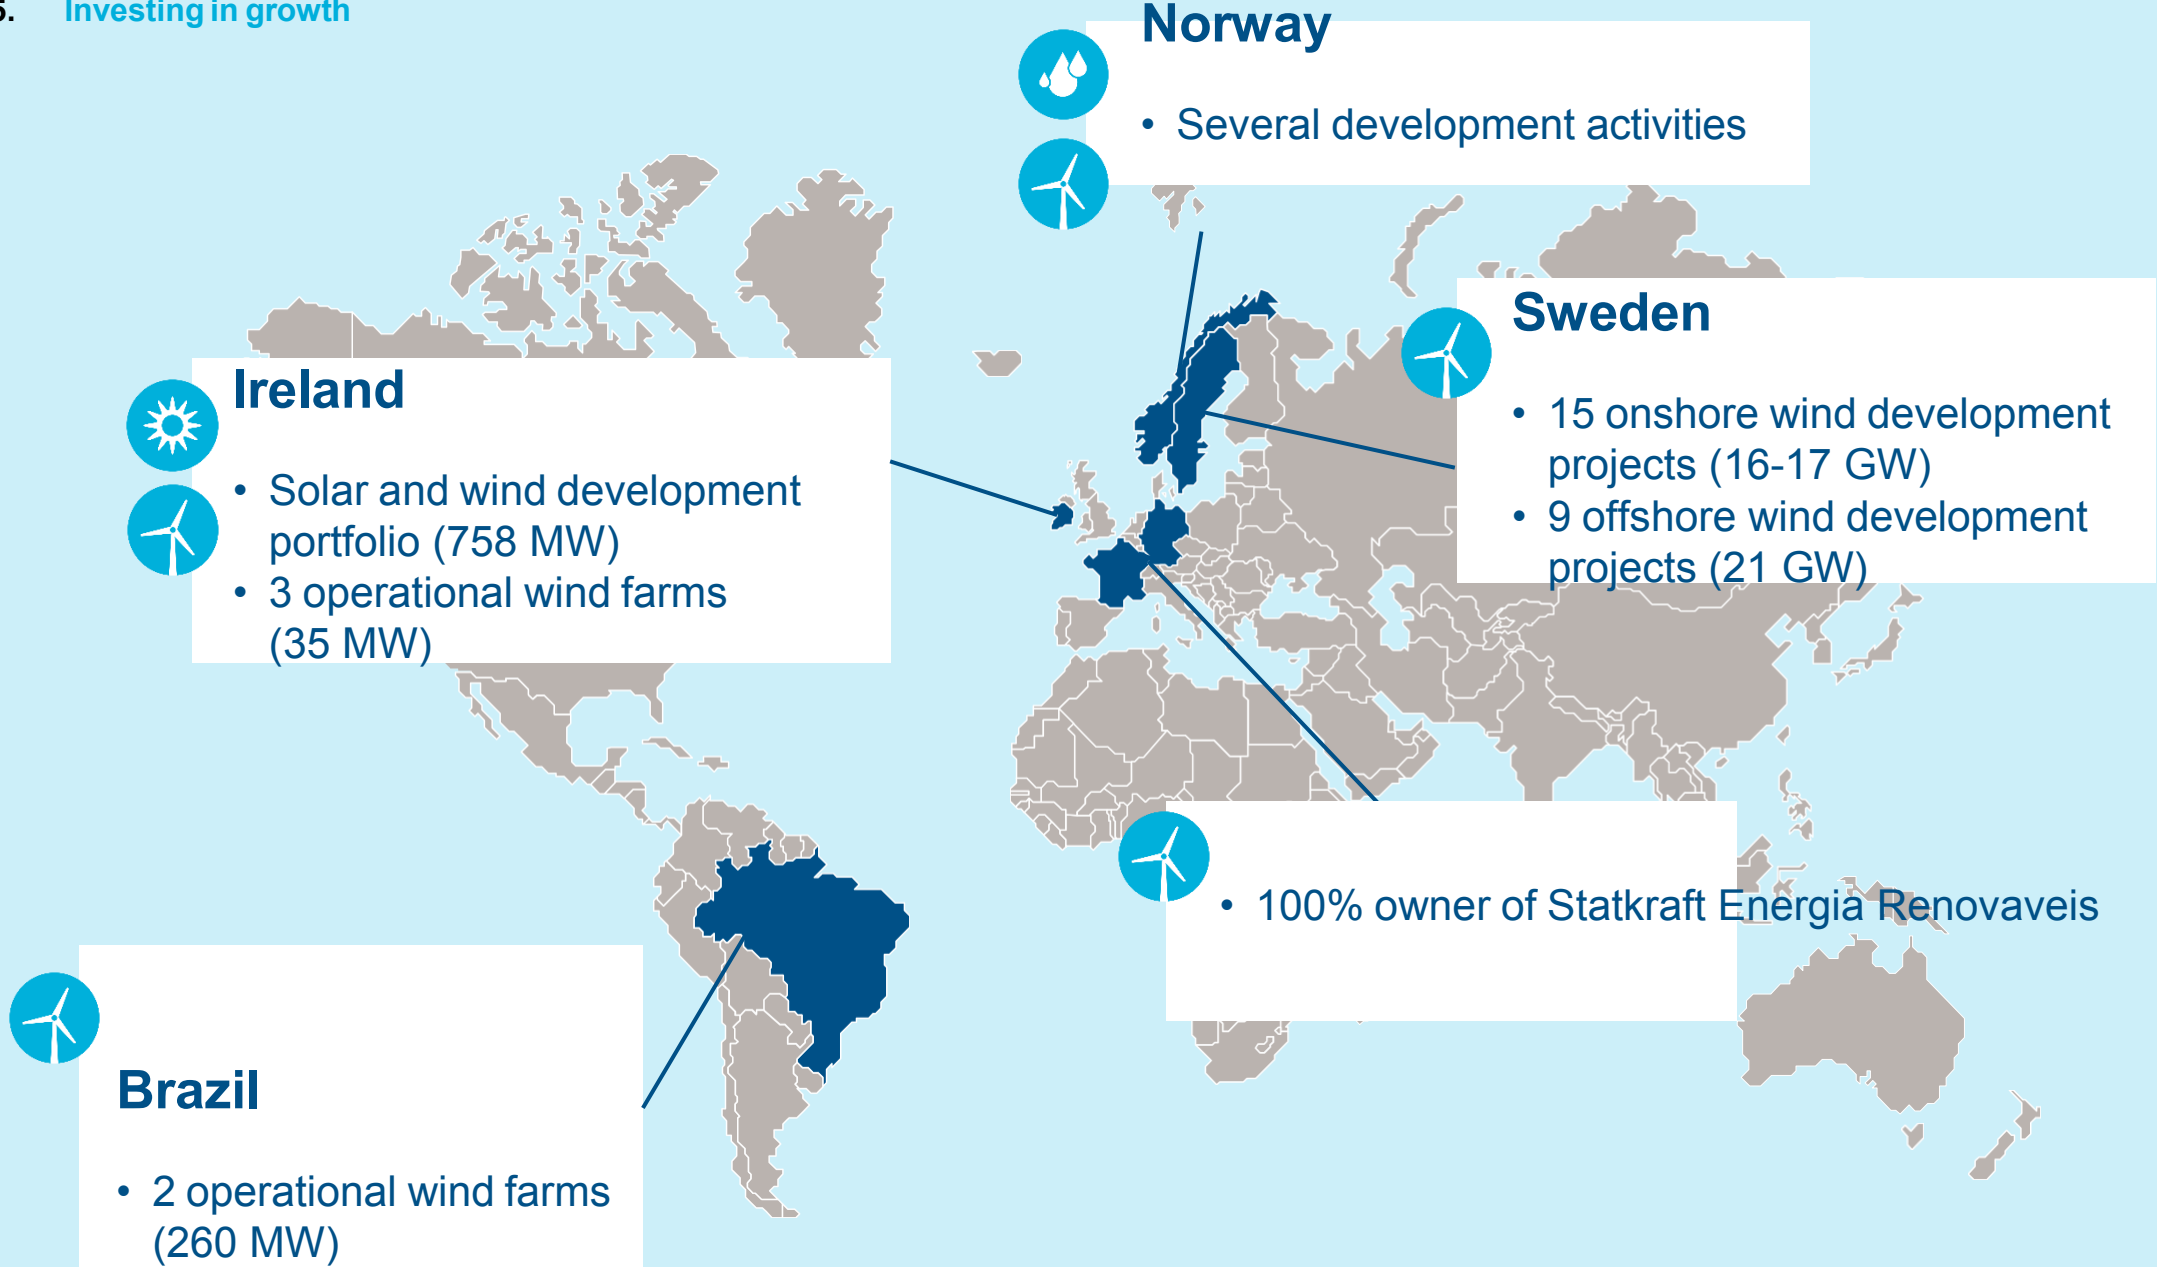 5. Investing in growth
Norway
• Several development activities
Sweden
• 15 onshore wind development
projects (16-17 GW)
• 9 offshore wind development
projects (21 GW)
Ireland
• Solar and wind development
portfolio (758 MW)
• 3 operational wind farms
(35 MW)
• 100% owner of Statkraft Energia Renovaveis
Brazil
• 2 operational wind farms
(260 MW)